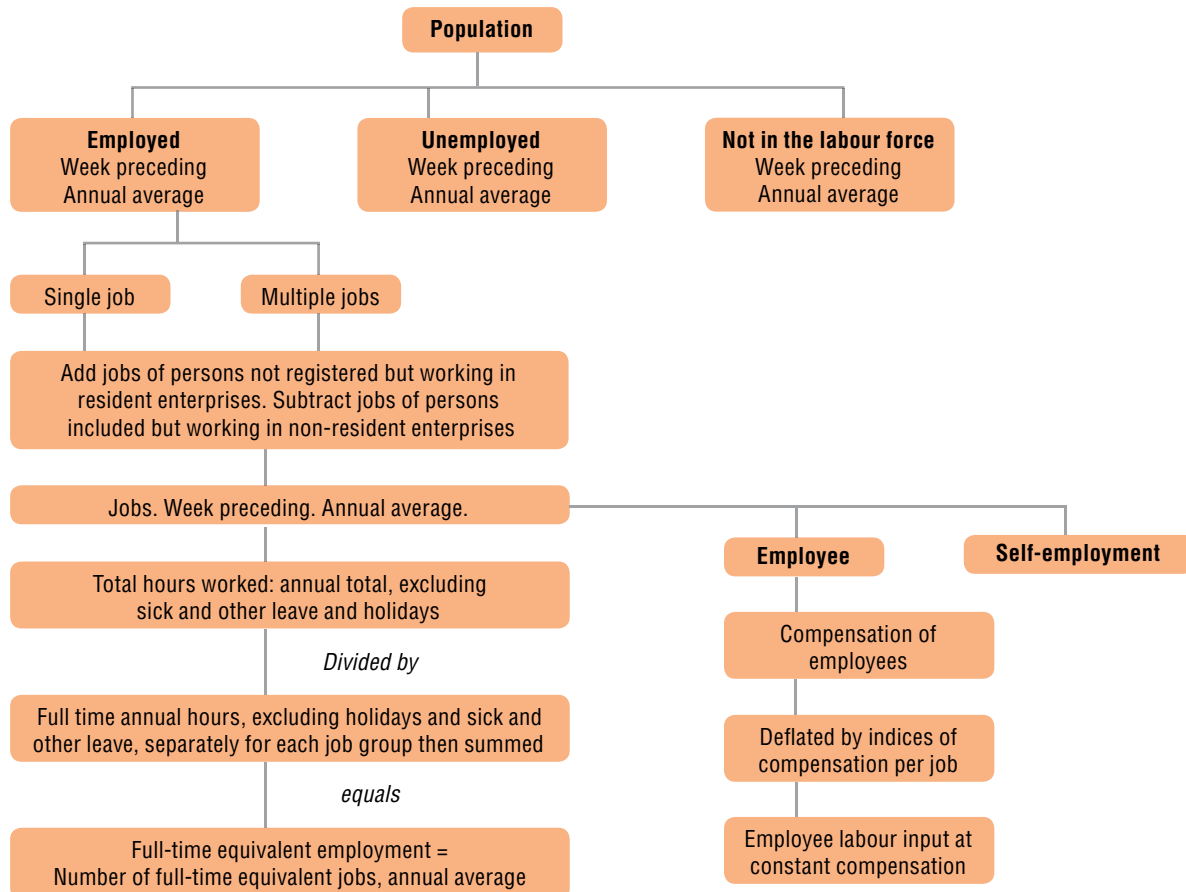 Population
Employed
Week preceding
Annual average
Unemployed
Week preceding
Annual average
Not in the labour force
Week preceding
Annual average
Single job
Multiple jobs
Add jobs of persons not registered but working in
resident enterprises. Subtract jobs of persons
included but working in non-resident enterprises
Jobs. Week preceding. Annual average.
Employee
Self-employment
Total hours worked: annual total, excluding
sick and other leave and holidays
Divided by
Full time annual hours, excluding holidays and sick and
other leave, separately for each job group then summed
equals
Full-time equivalent employment =
Number of full-time equivalent jobs, annual average
Compensation of
employees
Deflated by indices of
compensation per job
Employee labour input at
constant compensation